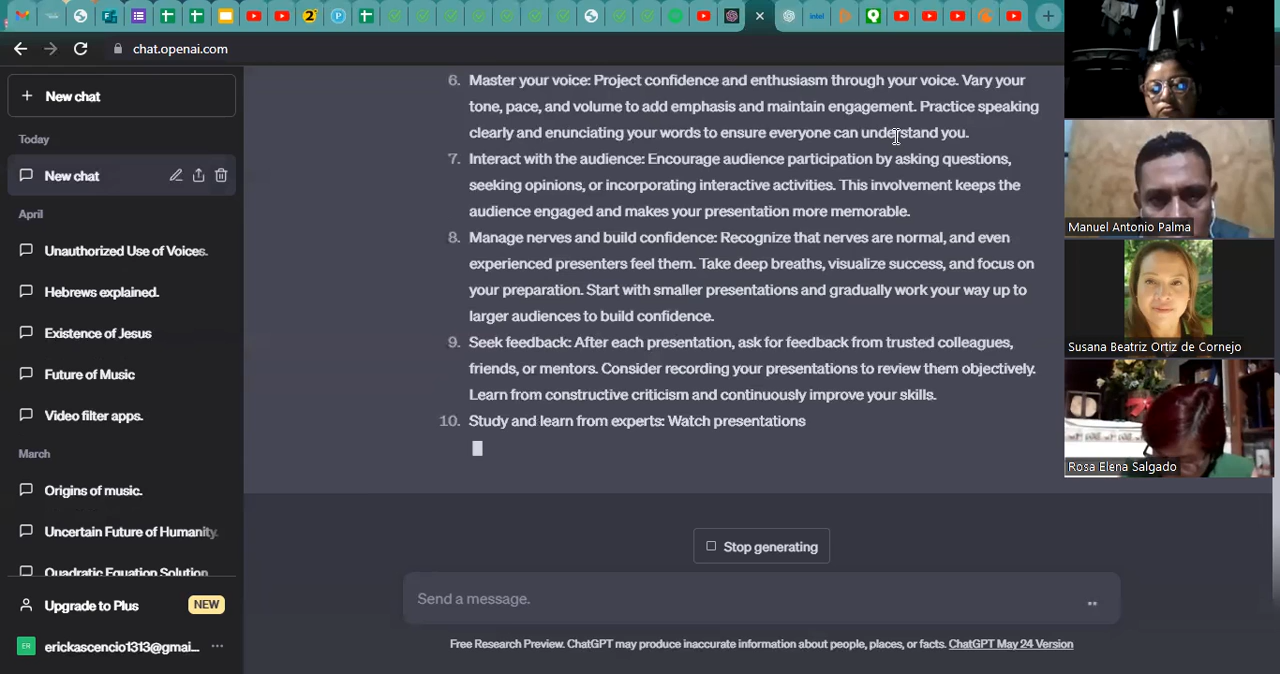 chat.openai.com
New chat
Today
New chat
April
Unauthorized Use of Voices.
Hebrews explained.
Existence of Jesus
Future of Music
Video filter apps.
March
Origins of music.
Uncertain Future of Humanity.
Quadratic Equation Solution
Upgrade to Plus
NEW
ER
erickascencio1313@gmai...
6. Master your voice: Project confidence and enthusiasm through your voice. Vary your
tone, pace, and volume to add emphasis and maintain engagement. Practice speaking
clearly and enunciating your words to ensure everyone can understand you.
7. Interact with the audience: Encourage audience participation by asking questions,
seeking opinions, or incorporating interactive activities. This involvement keeps the
audience engaged and makes your presentation more memorable.
8. Manage nerves and build confidence: Recognize that nerves are normal, and even
experienced presenters feel them. Take deep breaths, visualize success, and focus on
your preparation. Start with smaller presentations and gradually work your way up to
larger audiences to build confidence.
9. Seek feedback: After each presentation, ask for feedback from trusted colleagues,
friends, or mentors. Consider recording your presentations to review them objectively.
Learn from constructive criticism and continuously improve your skills.
10. Study and learn from experts: Watch presentations
Stop generating
Send a message.
Free Research Preview. ChatGPT may produce inaccurate information about people, places, or facts. ChatGPT May 24 Version
Manuel Antonio Palma
Susana Beatriz Ortiz de Cornejo
Rosa Elena Salgado